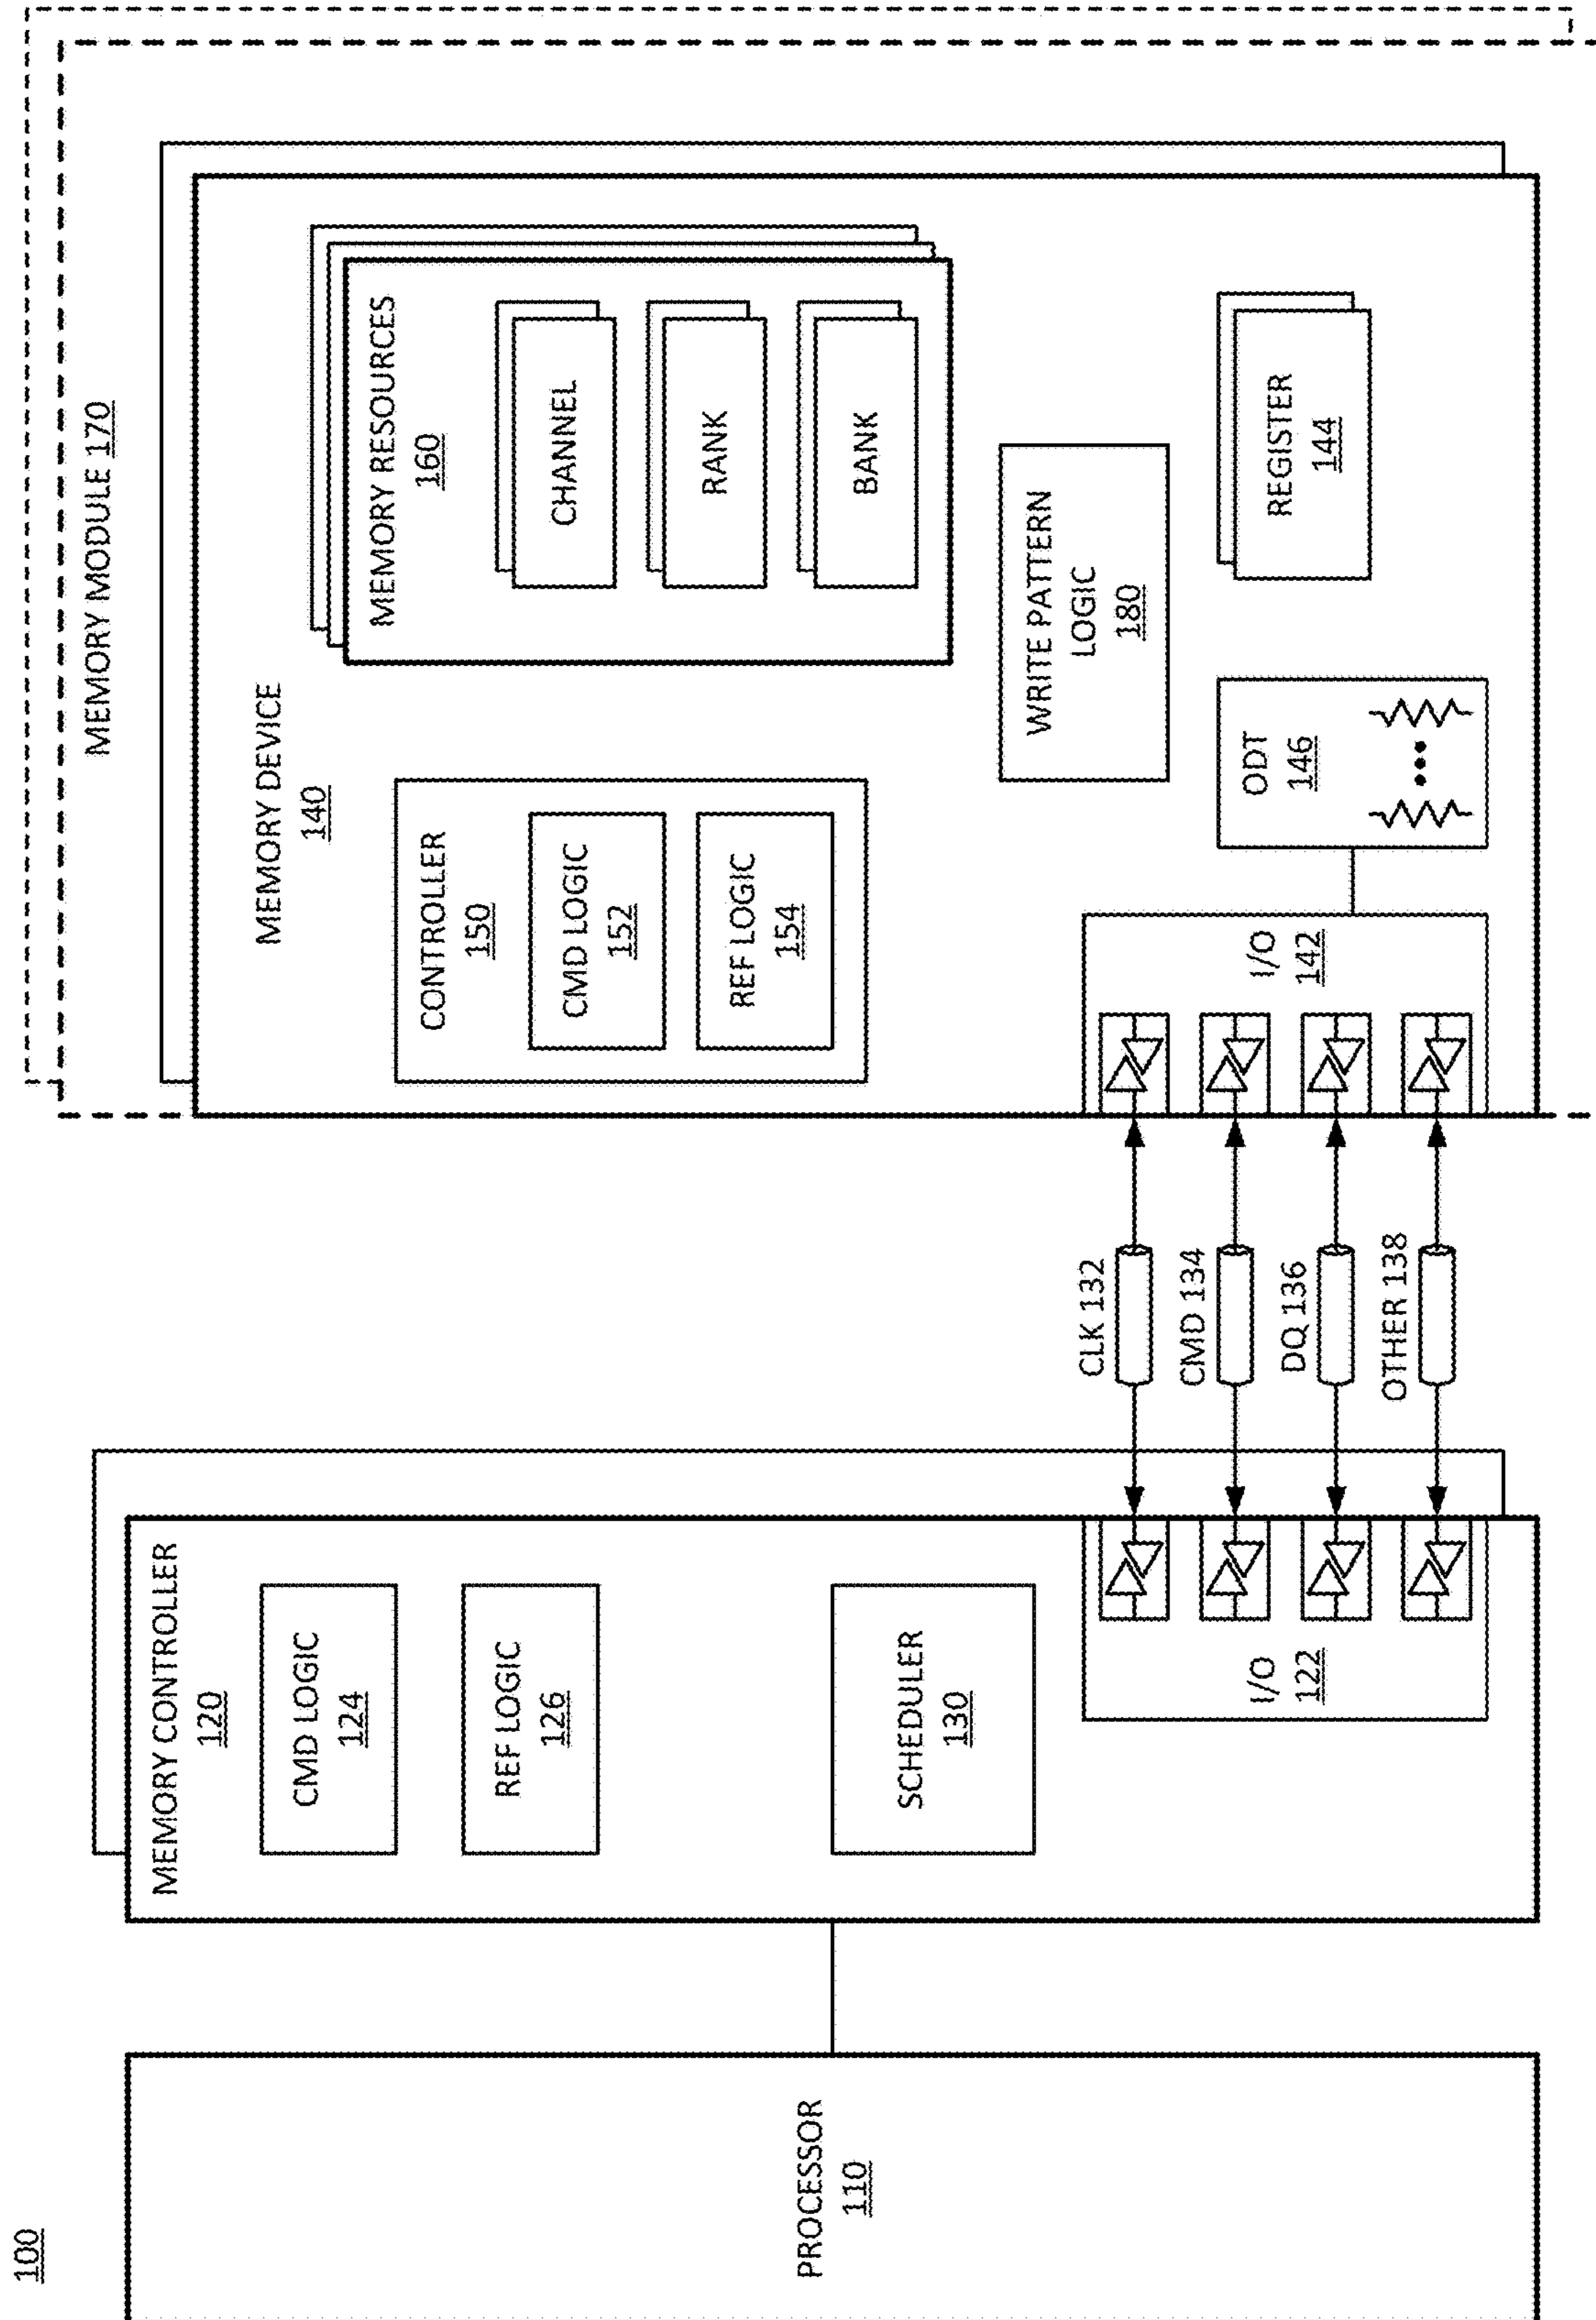 100
PROCESSOR
110
MEMORY CONTROLLER
120
CMD LOGIC
124
REF LOGIC
126
SCHEDULER
130
I/O
122
CLK 132
CMD 134
DQ 136
OTHER 138
MEMORY MODULE 170
MEMORY DEVICE
140
CONTROLLER
150
CMD LOGIC
152
REF LOGIC
154
I/O
142
MEMORY RESOURCES
160
CHANNEL
RANK
BANK
WRITE PATTERN
LOGIC
180
ODT
146
REGISTER
144